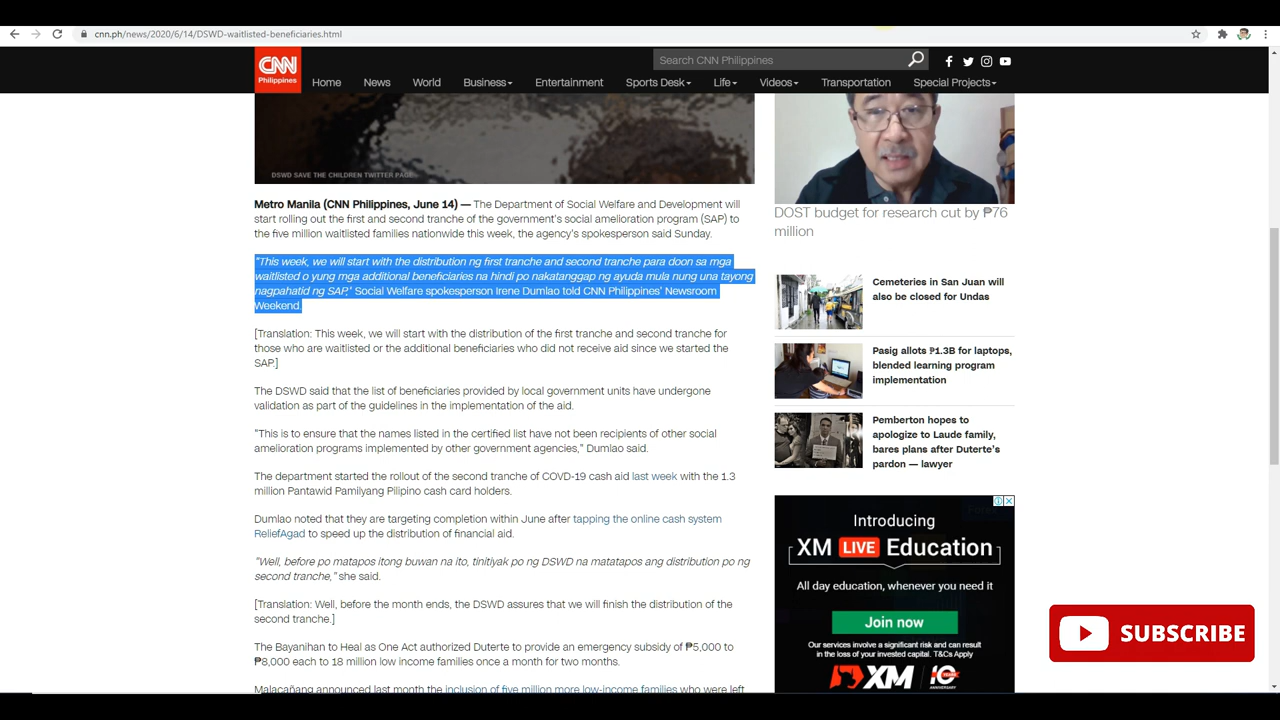 cnn.ph/news/2020/6/14/DSWD-waitlisted-beneficiaries.html
CNN
Philippines
Search CNN Philippines
Home
News
World
Business
Entertainment
Sports Desk
Life
Videos
Transportation
Special Projects
DSWD SAVE THE CHILDREN TWITTER PAGE
Metro Manila (CNN Philippines, June 14) — The Department of Social Welfare and Development will
start rolling out the first and second tranche of the government's social amelioration program (SAP) to
the five million waitlisted families nationwide this week, the agency's spokesperson said Sunday.
"This week, we will start with the distribution ng first tranche and second tranche para doon sa mga
waitlisted o yung mga additional beneficiaries na hindi po nakatanggap ng ayuda mula nung una tayong
nagpahatid ng SAP," Social Welfare spokesperson Irene Dumlao told CNN Philippines' Newsroom
Weekend.
[Translation: This week, we will start with the distribution of the first tranche and second tranche for
those who are waitlisted or the additional beneficiaries who did not receive aid since we started the
SAP.]
The DSWD said that the list of beneficiaries provided by local government units have undergone
validation as part of the guidelines in the implementation of the aid.
"This is to ensure that the names listed in the certified list have not been recipients of other social
amelioration programs implemented by other government agencies," Dumlao said.
The department started the rollout of the second tranche of COVD-19 cash aid last week with the 1.3
million Pantawid Pamilyang Pilipino cash card holders.
Dumlao noted that they are targeting completion within June after tapping the online cash system
ReliefAgad to speed up the distribution of financial aid.
"Well, before po matapos itong buwan na ito, tinitiyak po ng DSWD na matatapos ang distribution po ng
second tranche," she said.
[Translation: Well, before the month ends, the DSWD assures that we will finish the distribution of the
second tranche.]
The Bayanihan to Heal as One Act authorized Duterte to provide an emergency subsidy of ₱5,000 to
₱8,000 each to 18 million low income families once a month for two months.
Malacañang announced last month the inclusion of five million more low-income families who were left
DOST budget for research cut by ₱76
million
Cemeteries in San Juan will
also be closed for Undas
Pasig allots ₱1.3B for laptops,
blended learning program
implementation
Pemberton hopes to
apologize to Laude family,
bares plans after Duterte's
pardon — lawyer
Introducing
XM LIVE Education
All day education, whenever you need it
Join now
Our services involve a significant risk and can result
in the loss of your invested capital. T&Cs Apply
XM
10
SUBSCRIBE